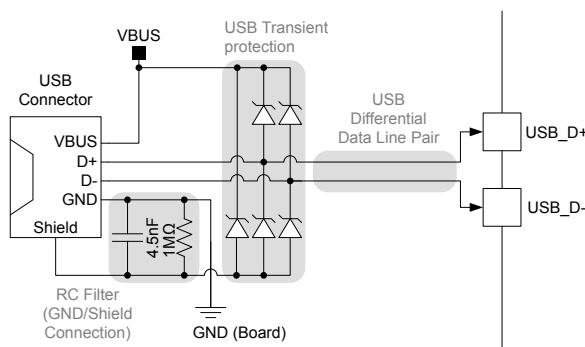 VBUS
USB Transient
protection
USB
Connector
VBUS
D+
D-
GND
Shield
USB
Differential
Data Line Pair
USB_D+
USB_D-
4.5nF
1MΩ
RC Filter
(GND/Shield
Connection)
GND (Board)